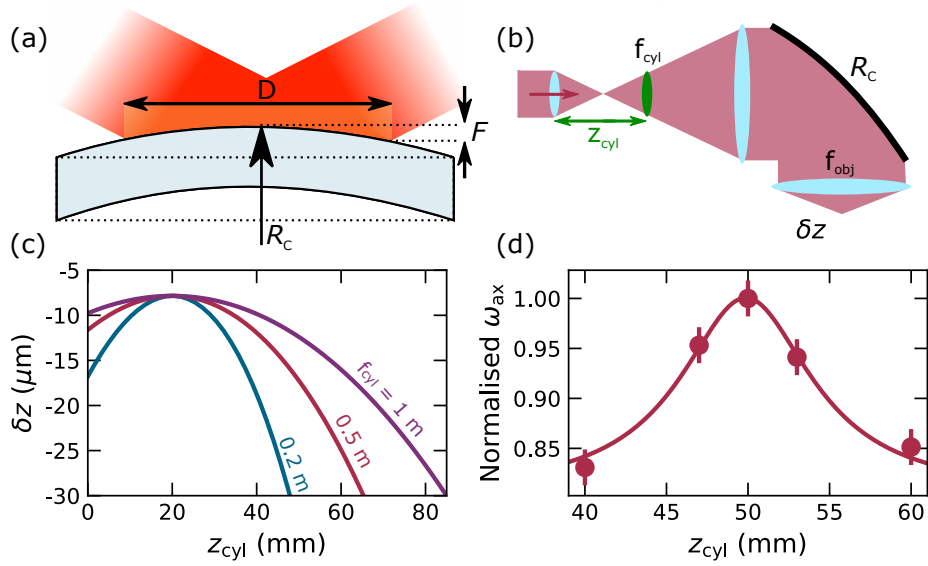 (a)
D
F
R_C
(b)
f_cyl
z_cyl
R_C
f_obj
δz
(c)
δz (μm)
-5
-10
-15
-20
-25
-30
f_cyl = 1 m
0.5 m
0.2 m
0 20 40 60 80
z_cyl (mm)
(d)
Normalised ω_ax
1.00
0.95
0.90
0.85
40 45 50 55 60
z_cyl (mm)